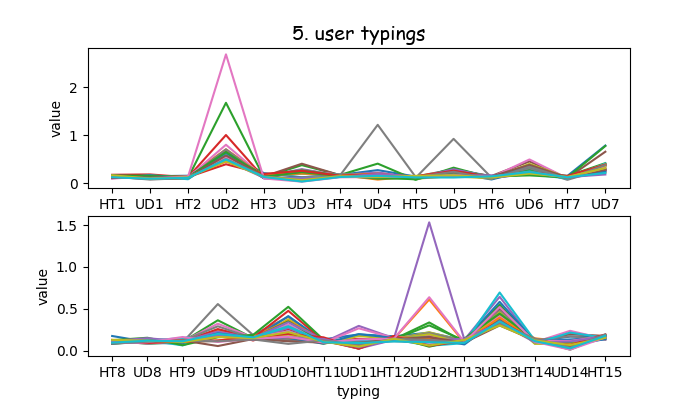 5. user typings
value
2
1
0
HT1 UD1 HT2 UD2 HT3 UD3 HT4 UD4 HT5 UD5 HT6 UD6 HT7 UD7
value
1.5
1.0
0.5
0.0
HT8 UD8 HT9 UD9 HT10 UD10 HT11 UD11 HT12 UD12 HT13 UD13 HT14 UD14 HT15
typing